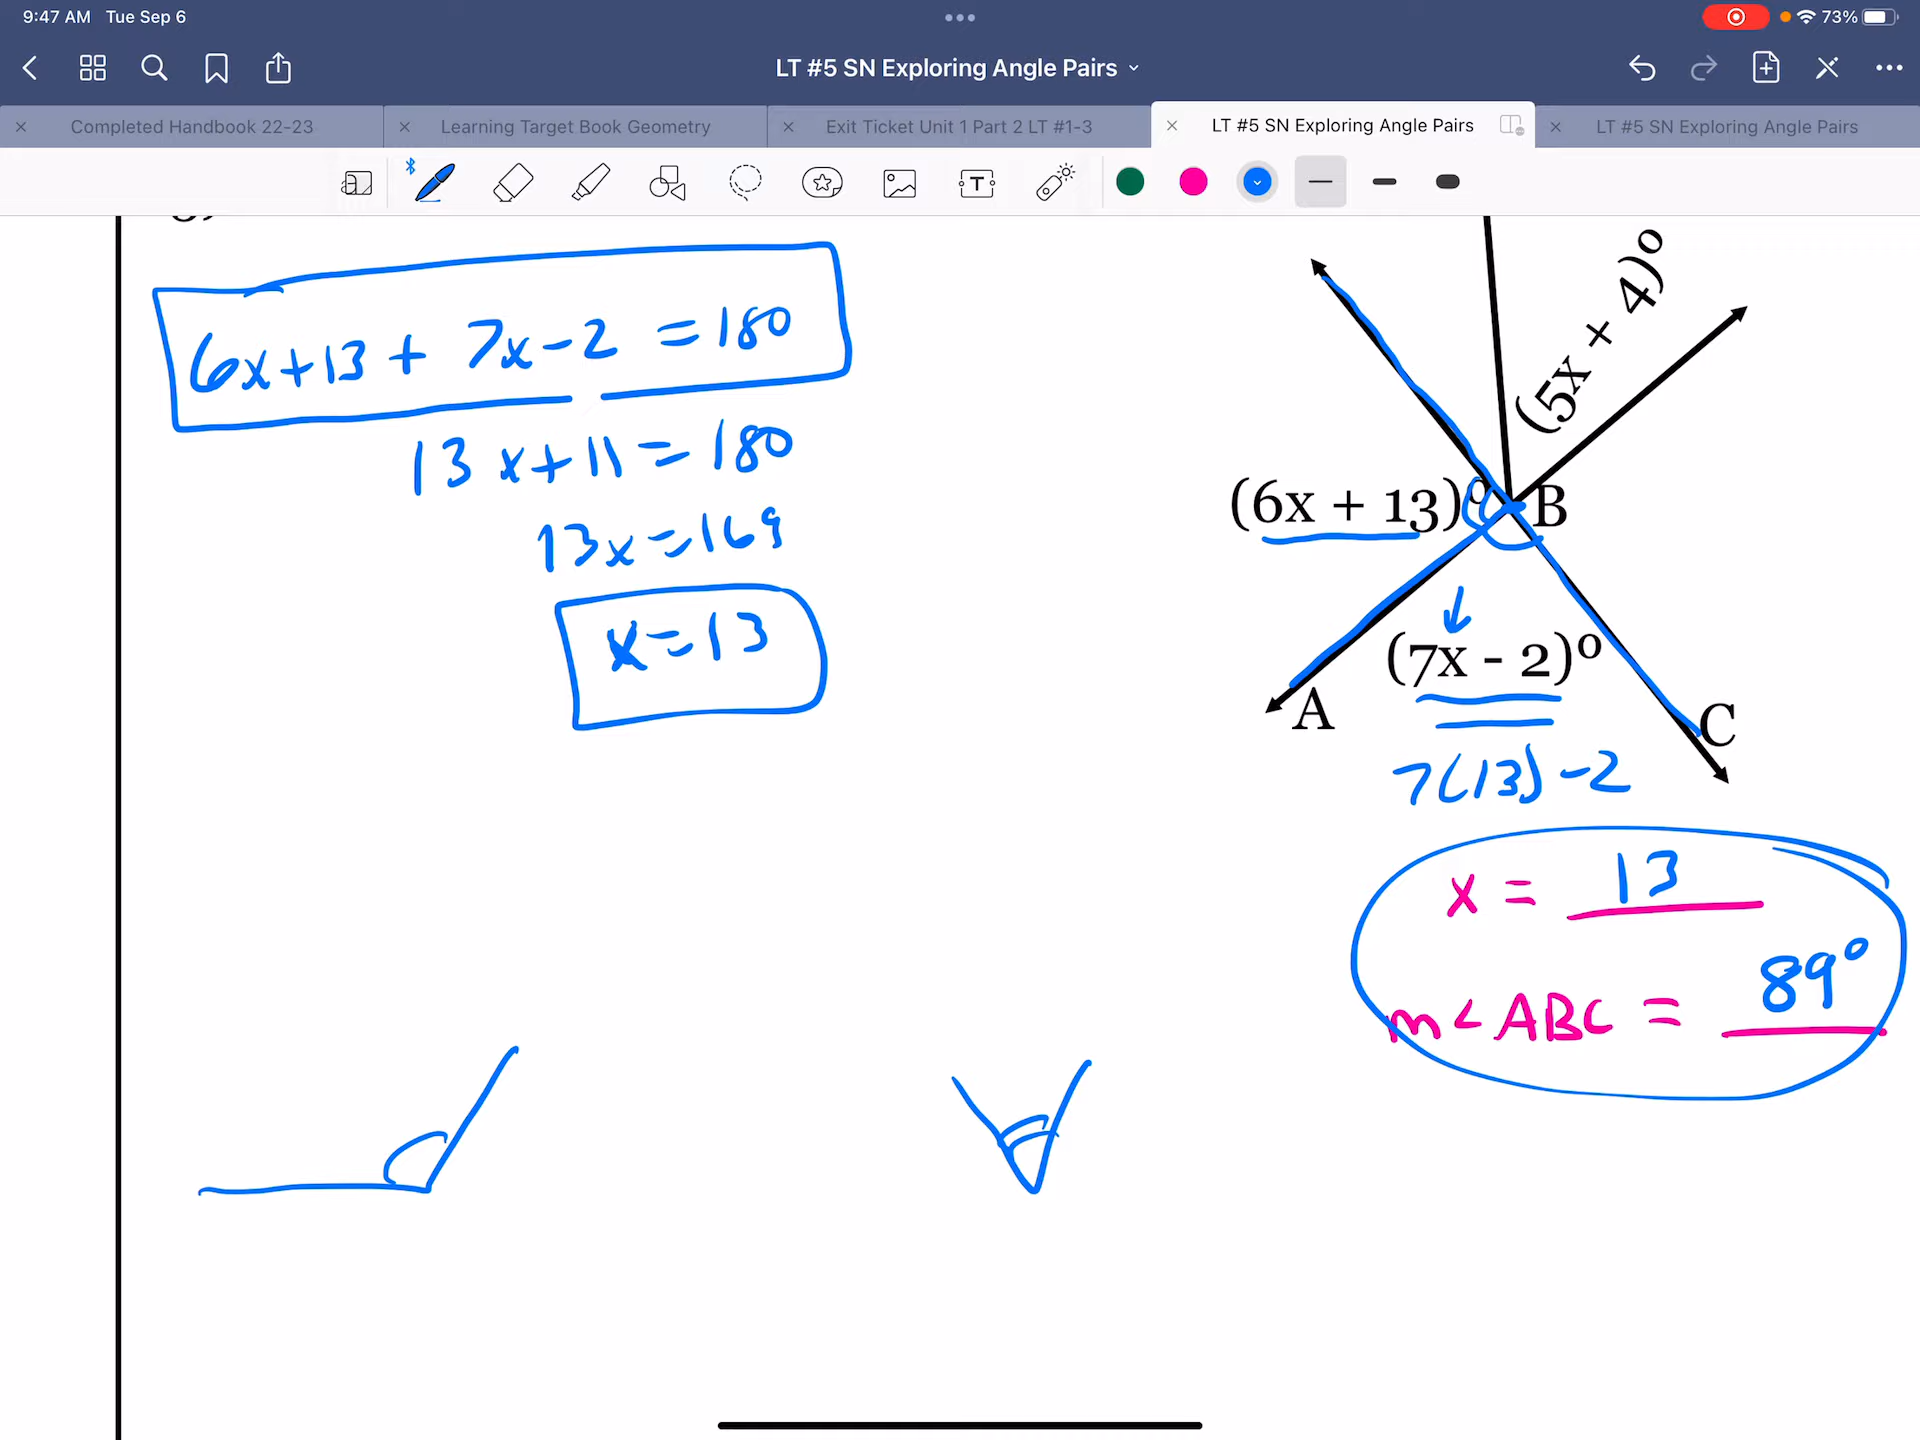 9:47 AM Tue Sep 6
73%
LT #5 SN Exploring Angle Pairs
Completed Handbook 22-23
Learning Target Book Geometry
Exit Ticket Unit 1 Part 2 LT #1-3
LT #5 SN Exploring Angle Pairs
LT #5 SN Exploring Angle Pairs
6x+13 + 7x-2 = 180
13x+11 = 180
13x = 169
x = 13
(5x + 4)º
(6x + 13)º
B
(7x - 2)º
A
C
7(13) - 2
x = 13
m< ABC = 89°